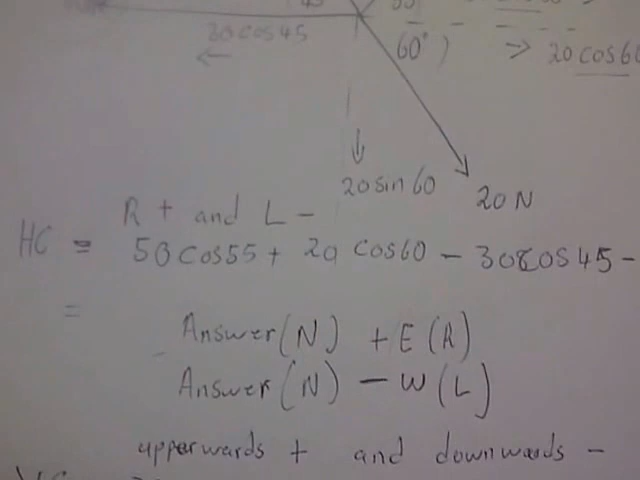 30cos45
60°) -> 20cos60
20sin60
20N
R + and L -
HC = 50cos55 + 20cos60 - 30cos45 -
=
Answer(N) +E(R)
Answer(N) -W(L)
upperwards + and downwards -